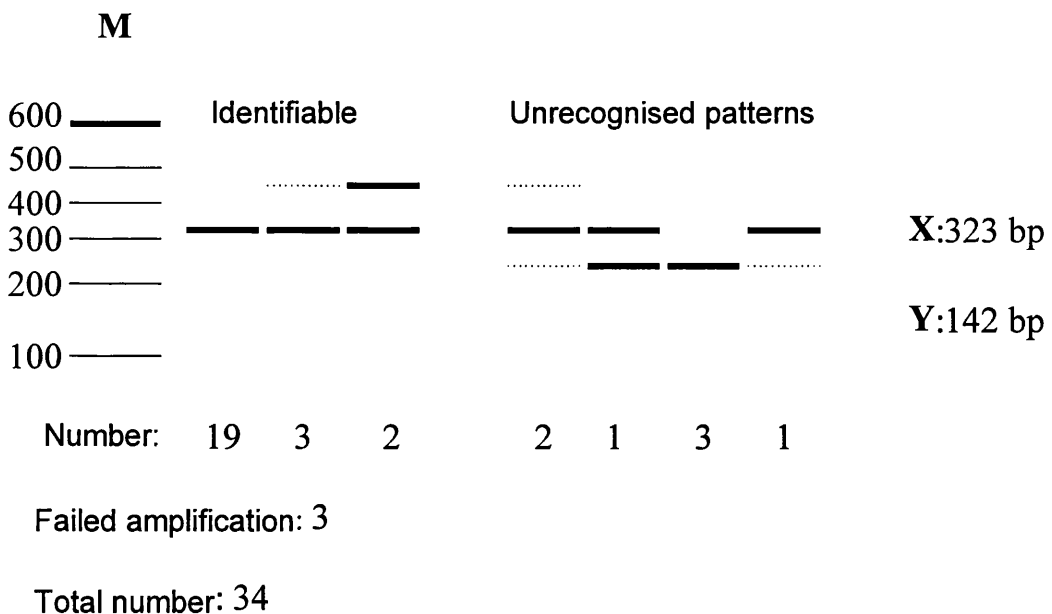 M
600
Identifiable
Unrecognised patterns
500
400
300
X:323 bp
200
Y:142 bp
100
Number: 19 3 2 2 1 3 1
Failed amplification: 3
Total number: 34